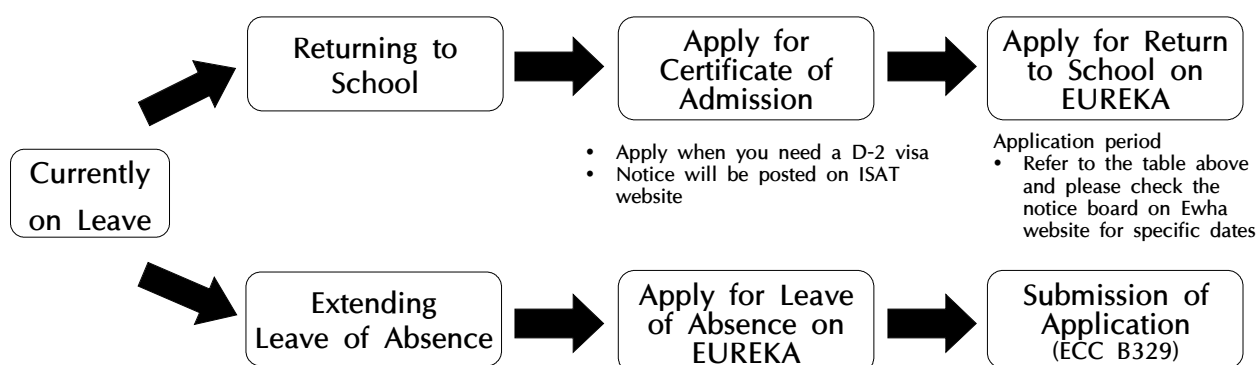 Currently
on Leave
Returning to
School
Apply for
Certificate of
Admission
• Apply when you need a D-2 visa
• Notice will be posted on ISAT
website
Apply for Return
to School on
EUREKA
Application period
• Refer to the table above
and please check the
notice board on Ewha
website for specific dates
Extending
Leave of Absence
Apply for Leave
of Absence on
EUREKA
Submission of
Application
(ECC B329)